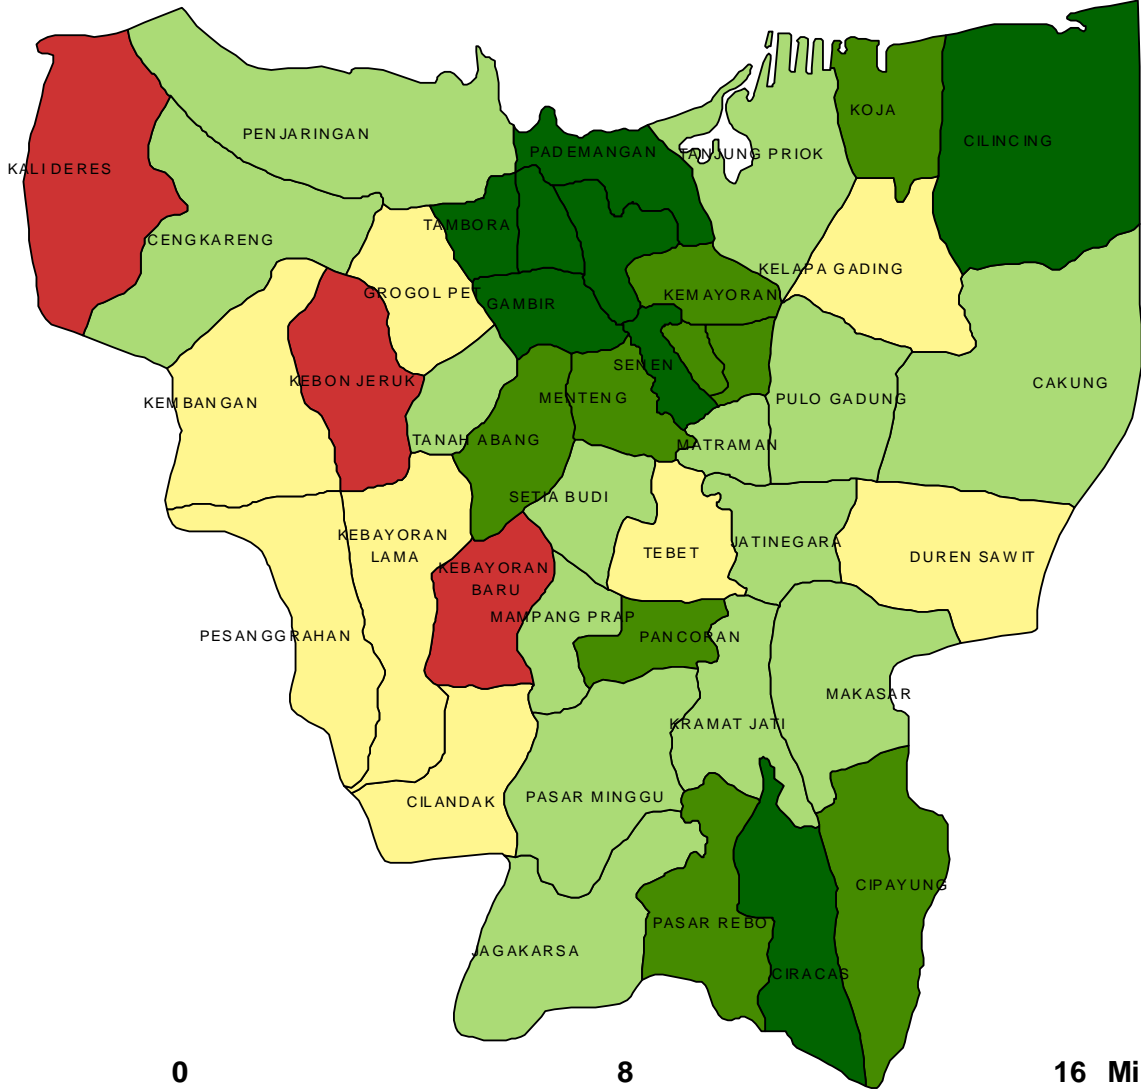 KOJA
PENJARINGAN
CILINCING
PADEMANGAN
TANJUNG PRIOK
KALI DERES
TAMBORA
CENGKARENG
KELAPA GADING
GROGOL PET
KEMAYORAN
GAMBIR
SENEN
KEBON JERUK
CAKUNG
KEMBANGAN
MENTENG
PULO GADUNG
TANAH ABANG
MATRAMAN
SETIA BUDI
KEBAYORAN
LAMA
JATINEGARA
TEBET
DUREN SAWIT
KEBAYORAN
BARU
MAMPANG PRAP
PESANGGRAHAN
PANCORAN
MAKASAR
KRAMAT JATI
CILANDAK
PASAR MINGGU
CIPAYUNG
PASAR REBO
JAGAKARSA
CIRACAS
0 8 16 Mi